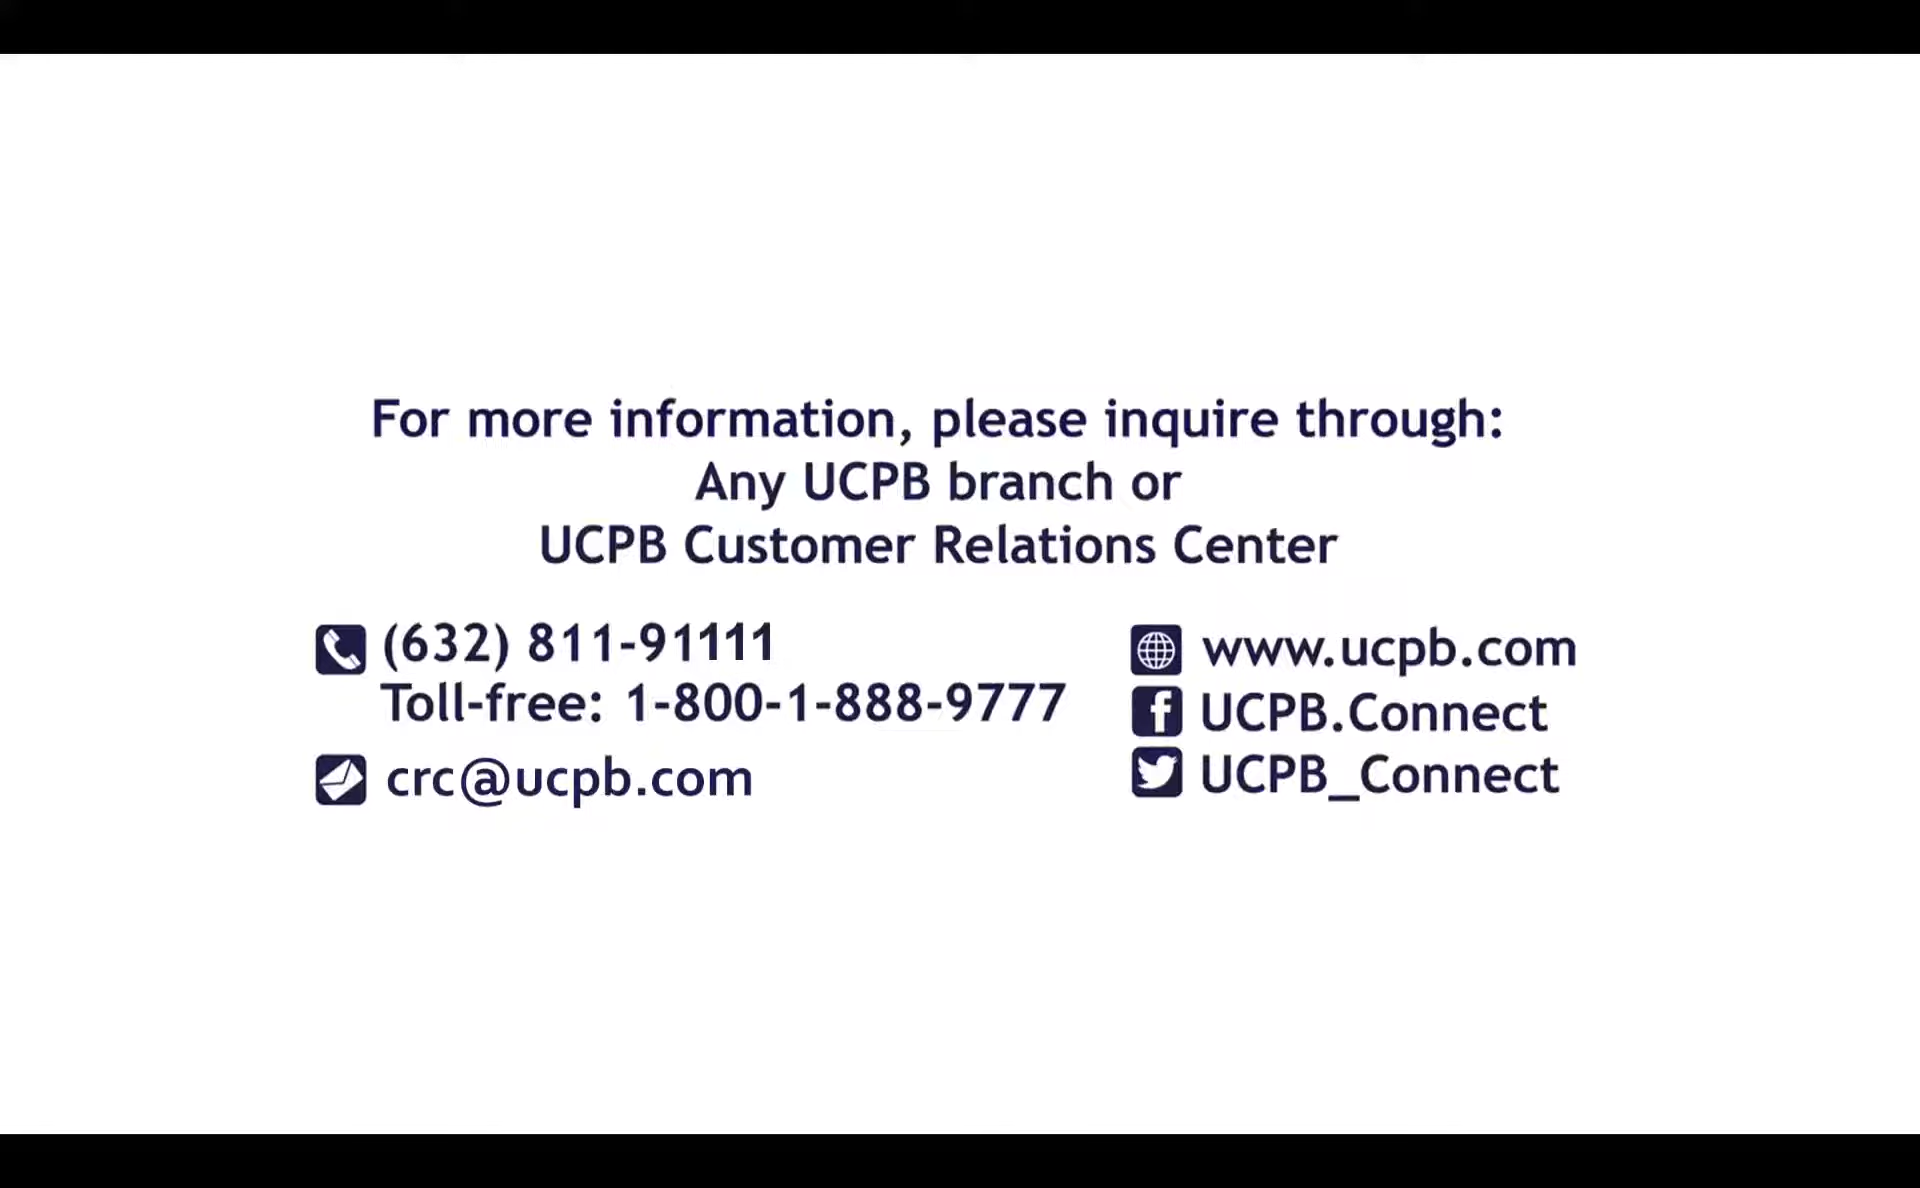 For more information, please inquire through:
Any UCPB branch or
UCPB Customer Relations Center
(632) 811-91111
Toll-free: 1-800-1-888-9777
crc@ucpb.com
www.ucpb.com
UCPB.Connect
UCPB_Connect